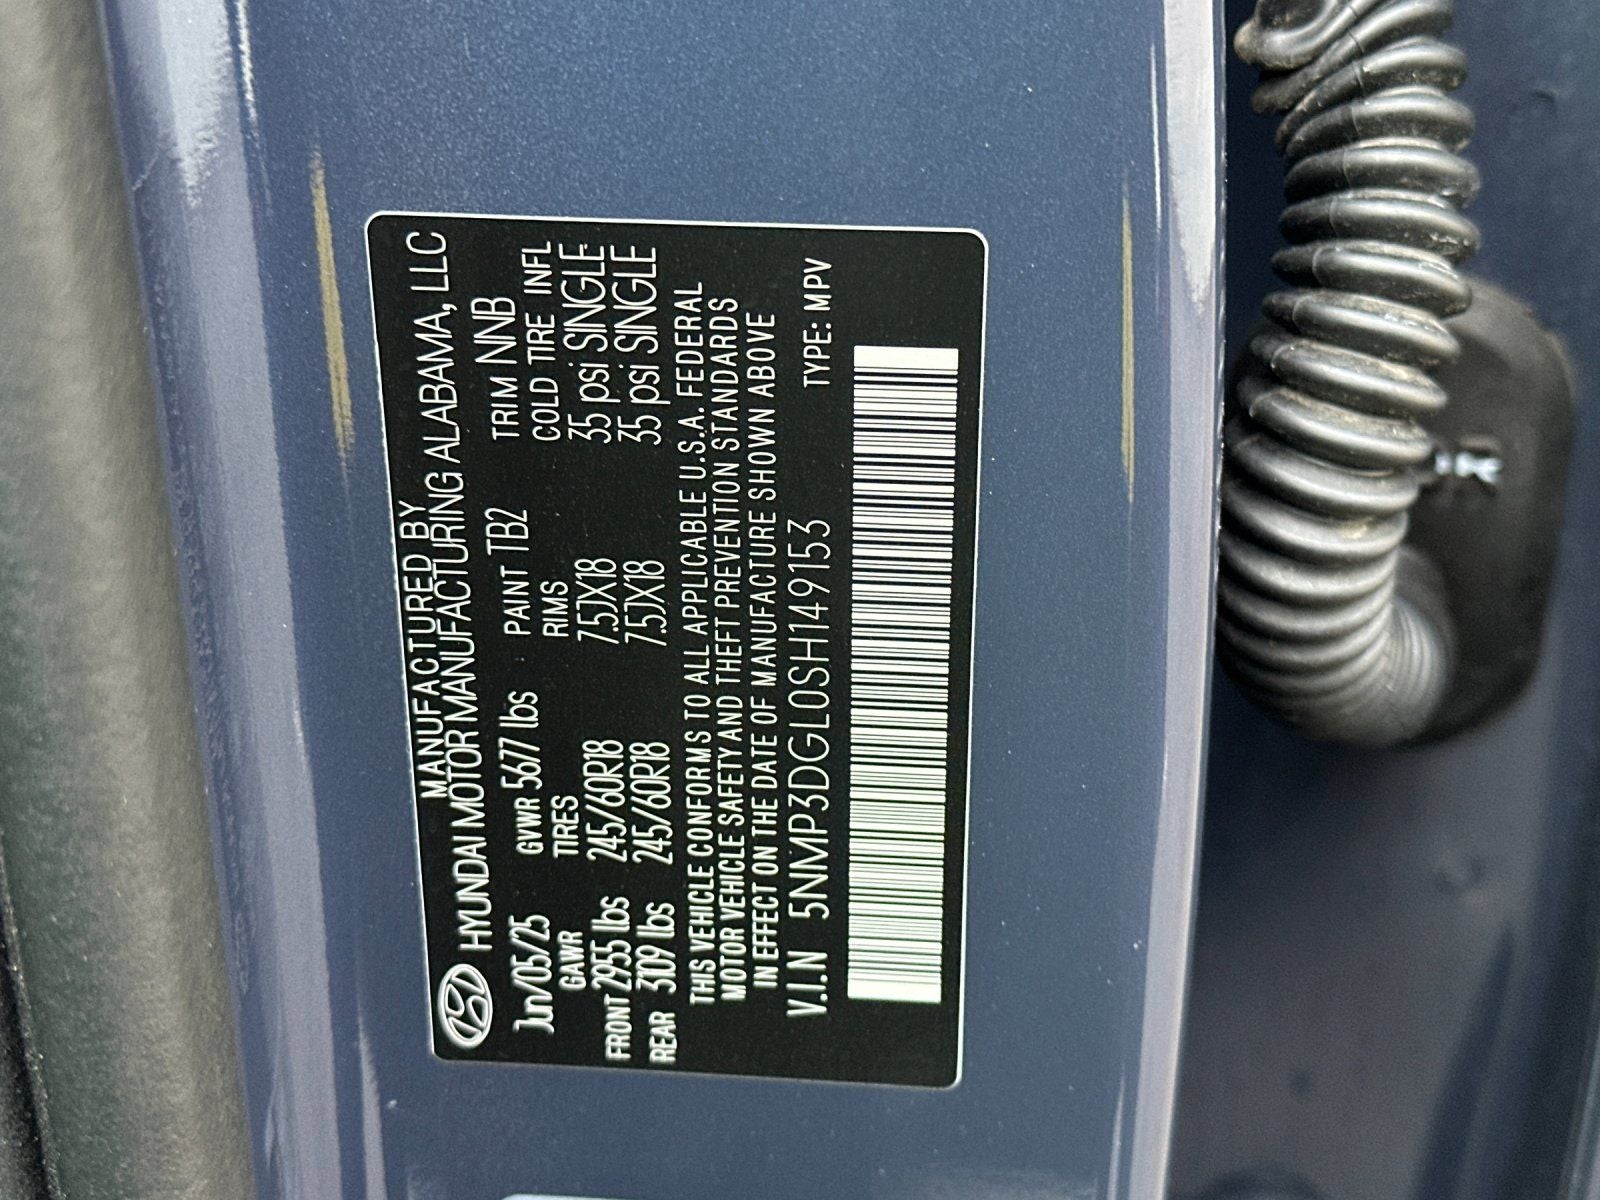 MANUFACTURED BY
HYUNDAI MOTOR MANUFACTURING ALABAMA, LLC
Jun/05/25 GVWR 5677 lbs PAINT TB2 TRIM NNB
GAWR TIRES RIMS COLD TIRE INFL
FRONT 2955 lbs 245/60R18 7.5JX18 35 psi SINGLE
REAR 3109 lbs 245/60R18 7.5JX18 35 psi SINGLE
THIS VEHICLE CONFORMS TO ALL APPLICABLE U.S.A. FEDERAL
MOTOR VEHICLE SAFETY AND THEFT PREVENTION STANDARDS
IN EFFECT ON THE DATE OF MANUFACTURE SHOWN ABOVE
V.I.N 5NMP3DGL0SH149153 TYPE: MPV